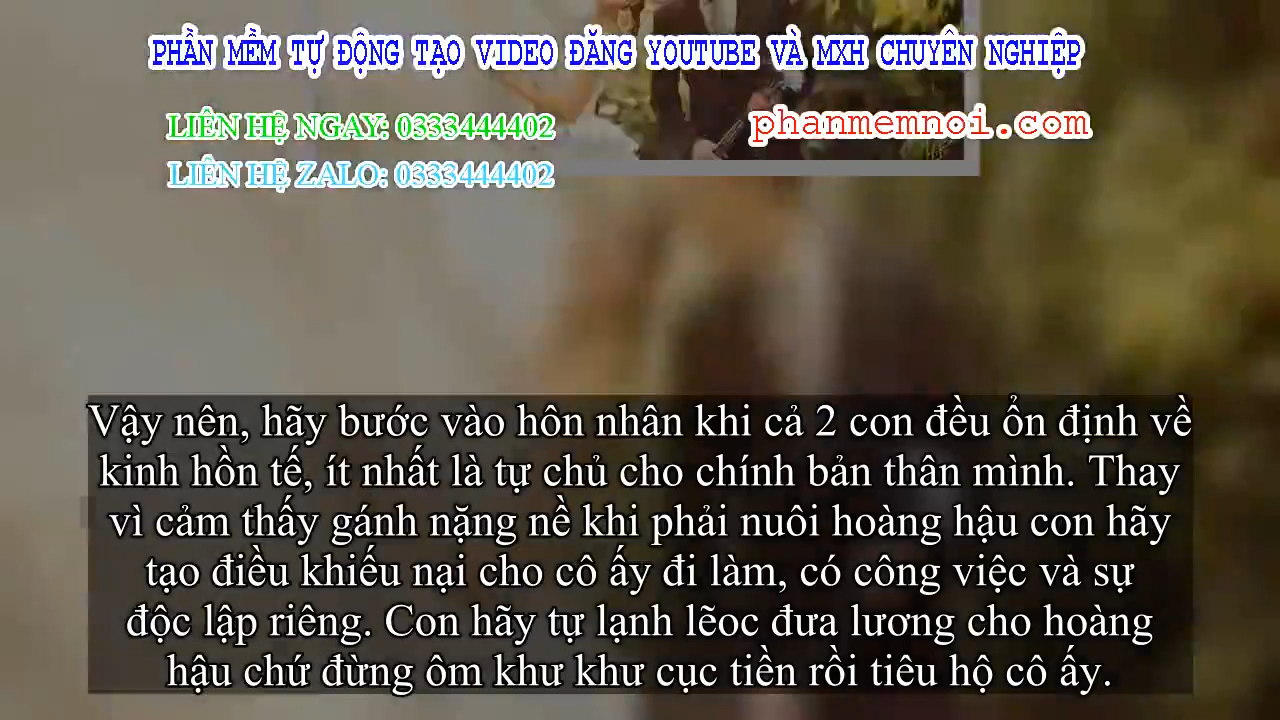 PHẦN MỀM TỰ ĐỘNG TẠO VIDEO ĐĂNG YOUTUBE VÀ MXH CHUYÊN NGHIỆP
LIÊN HỆ NGAY: 0333444402
phanmemnoi.com
LIÊN HỆ ZALO: 0333444402
Vậy nên, hãy bước vào hôn nhân khi cả 2 con đều ổn định về
kinh hồn tế, ít nhất là tự chủ cho chính bản thân mình. Thay
vì cảm thấy gánh nặng nề khi phải nuôi hoàng hậu con hãy
tạo điều khiếu nại cho cô ấy đi làm, có công việc và sự
độc lập riêng. Con hãy tự lạnh lẽoc đưa lương cho hoàng
hậu chứ đừng ôm khư khư cục tiền rồi tiêu hộ cô ấy.